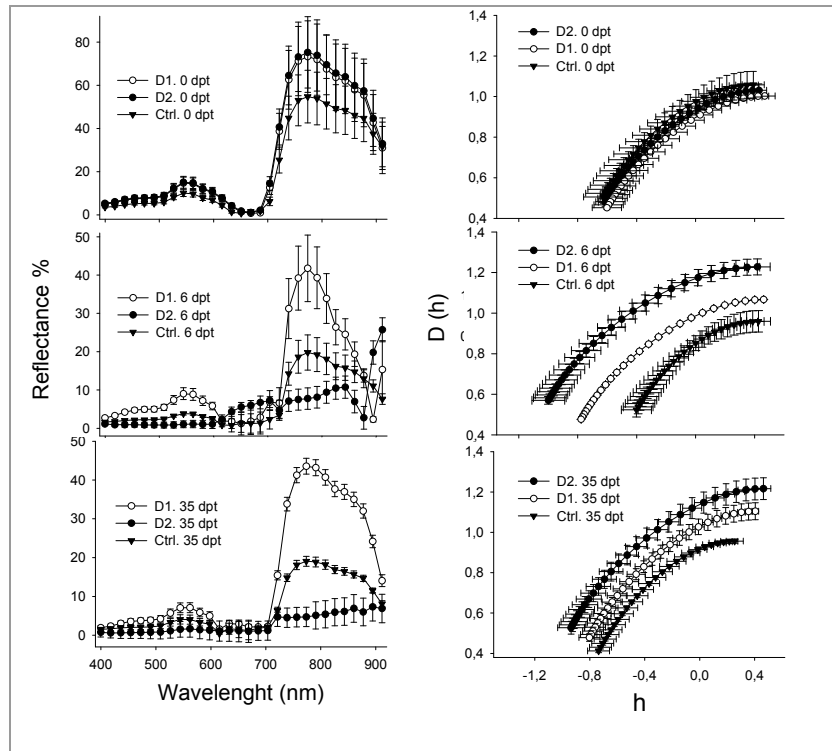 80
60
40
20
0
D1. 0 dpt
D2. 0 dpt
Ctrl. 0 dpt
50
40
30
20
10
0
D1. 6 dpt
D2. 6 dpt
Ctrl. 6 dpt
50
40
30
20
10
0
D1. 35 dpt
D2. 35 dpt
Ctrl. 35 dpt
400 500 600 700 800 900
Reflectance %
Wavelenght (nm)
1,4
1,2
1,0
0,8
0,6
0,4
D2. 0 dpt
D1. 0 dpt
Ctrl. 0 dpt
1,4
1,2
0,8
0,6
0,4
D2. 6 dpt
D1. 6 dpt
Ctrl. 6 dpt
1,4
1,2
1,0
0,8
0,6
0,4
D2. 35 dpt
D1. 35 dpt
Ctrl. 35 dpt
-1,2 -0,8 -0,4 0,0 0,4
D (h)
h